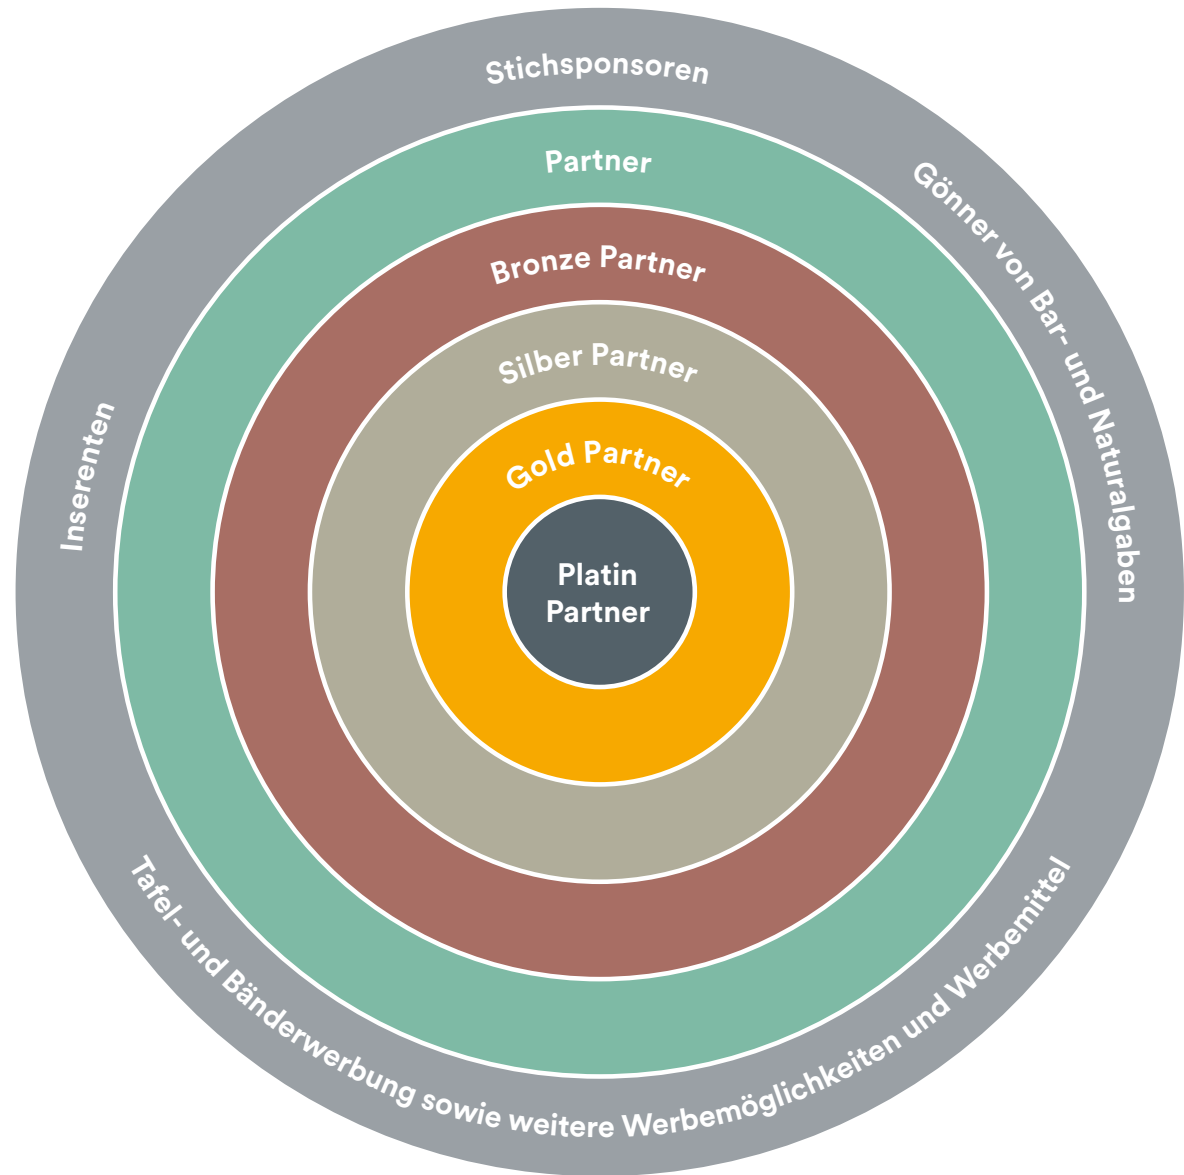 Stichsponsoren
Partner
Gönner von Bar- und Naturalgaben
Bronze Partner
Silber Partner
Inserenten
Gold Partner
Platin
Partner
Tafel- und Bänderwerbung sowie weitere Werbemöglichkeiten und Werbemittel